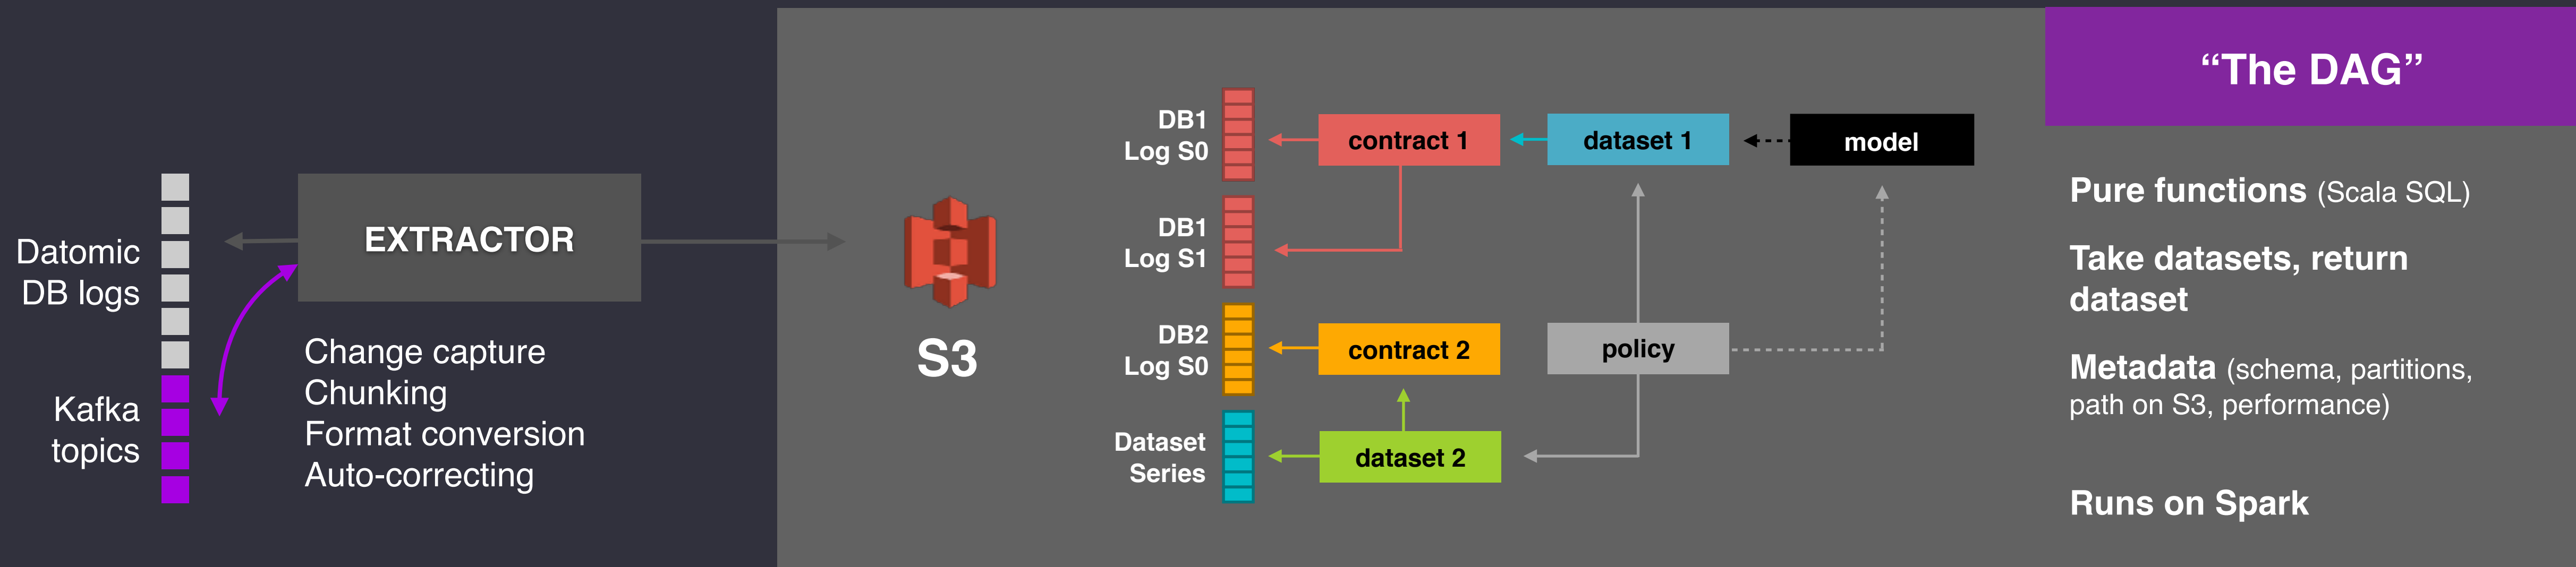 Datomic
DB logs
Kafka
topics
EXTRACTOR
Change capture
Chunking
Format conversion
Auto-correcting
S3
DB1
Log S0
DB1
Log S1
DB2
Log S0
Dataset
Series
contract 1
dataset 1
model
contract 2
policy
dataset 2
“The DAG”
Pure functions (Scala SQL)
Take datasets, return
dataset
Metadata (schema, partitions,
path on S3, performance)
Runs on Spark